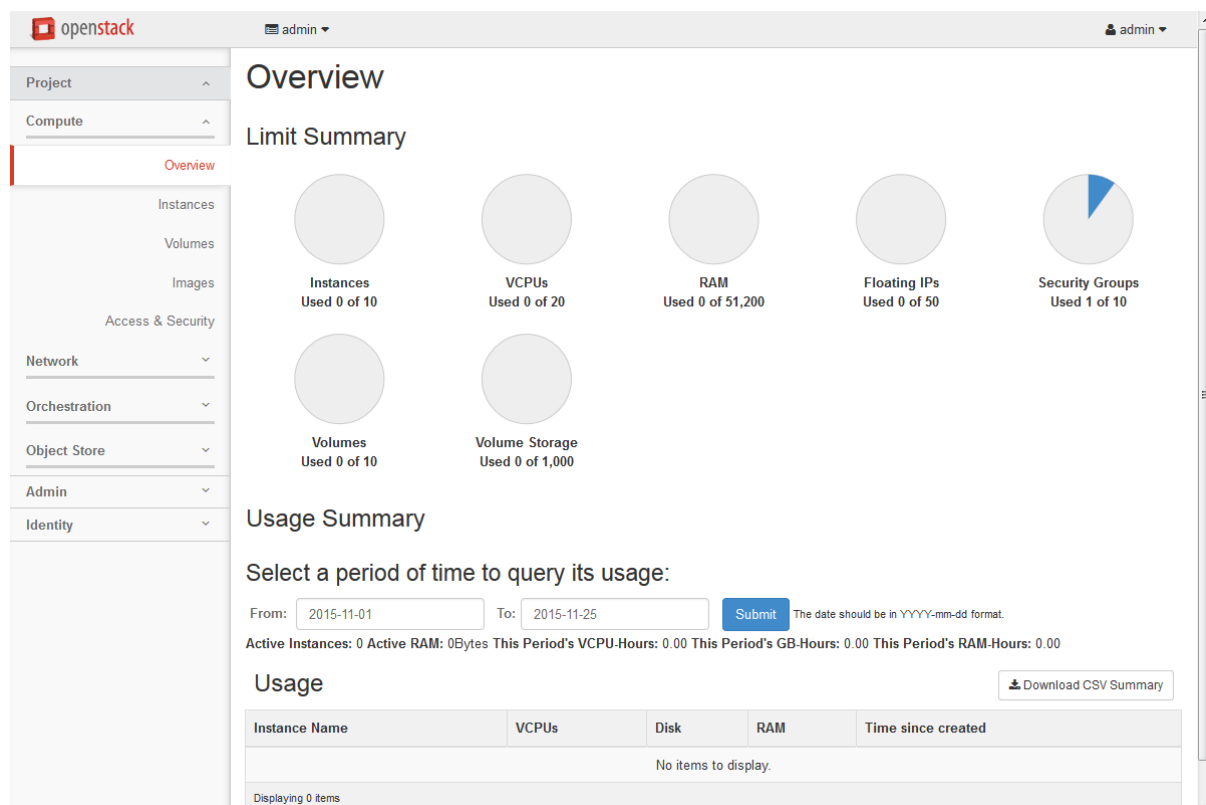 openstack admin admin
Project
Overview
Compute
Limit Summary
Overview
Instances
Volumes
Images
Access & Security
Network
Orchestration
Object Store
Admin
Identity
Instances VCPUs RAM Floating IPs Security Groups
Used 0 of 10 Used 0 of 20 Used 0 of 51,200 Used 0 of 50 Used 1 of 10
Volumes Volume Storage
Used 0 of 10 Used 0 of 1,000
Usage Summary
Select a period of time to query its usage:
From: 2015-11-01 To: 2015-11-25 Submit The date should be in YYYY-mm-dd format.
Active Instances: 0 Active RAM: 0Bytes This Period's VCPU-Hours: 0.00 This Period's GB-Hours: 0.00 This Period's RAM-Hours: 0.00
Usage Download CSV Summary
Instance Name VCPUs Disk RAM Time since created
No items to display.
Displaying 0 items